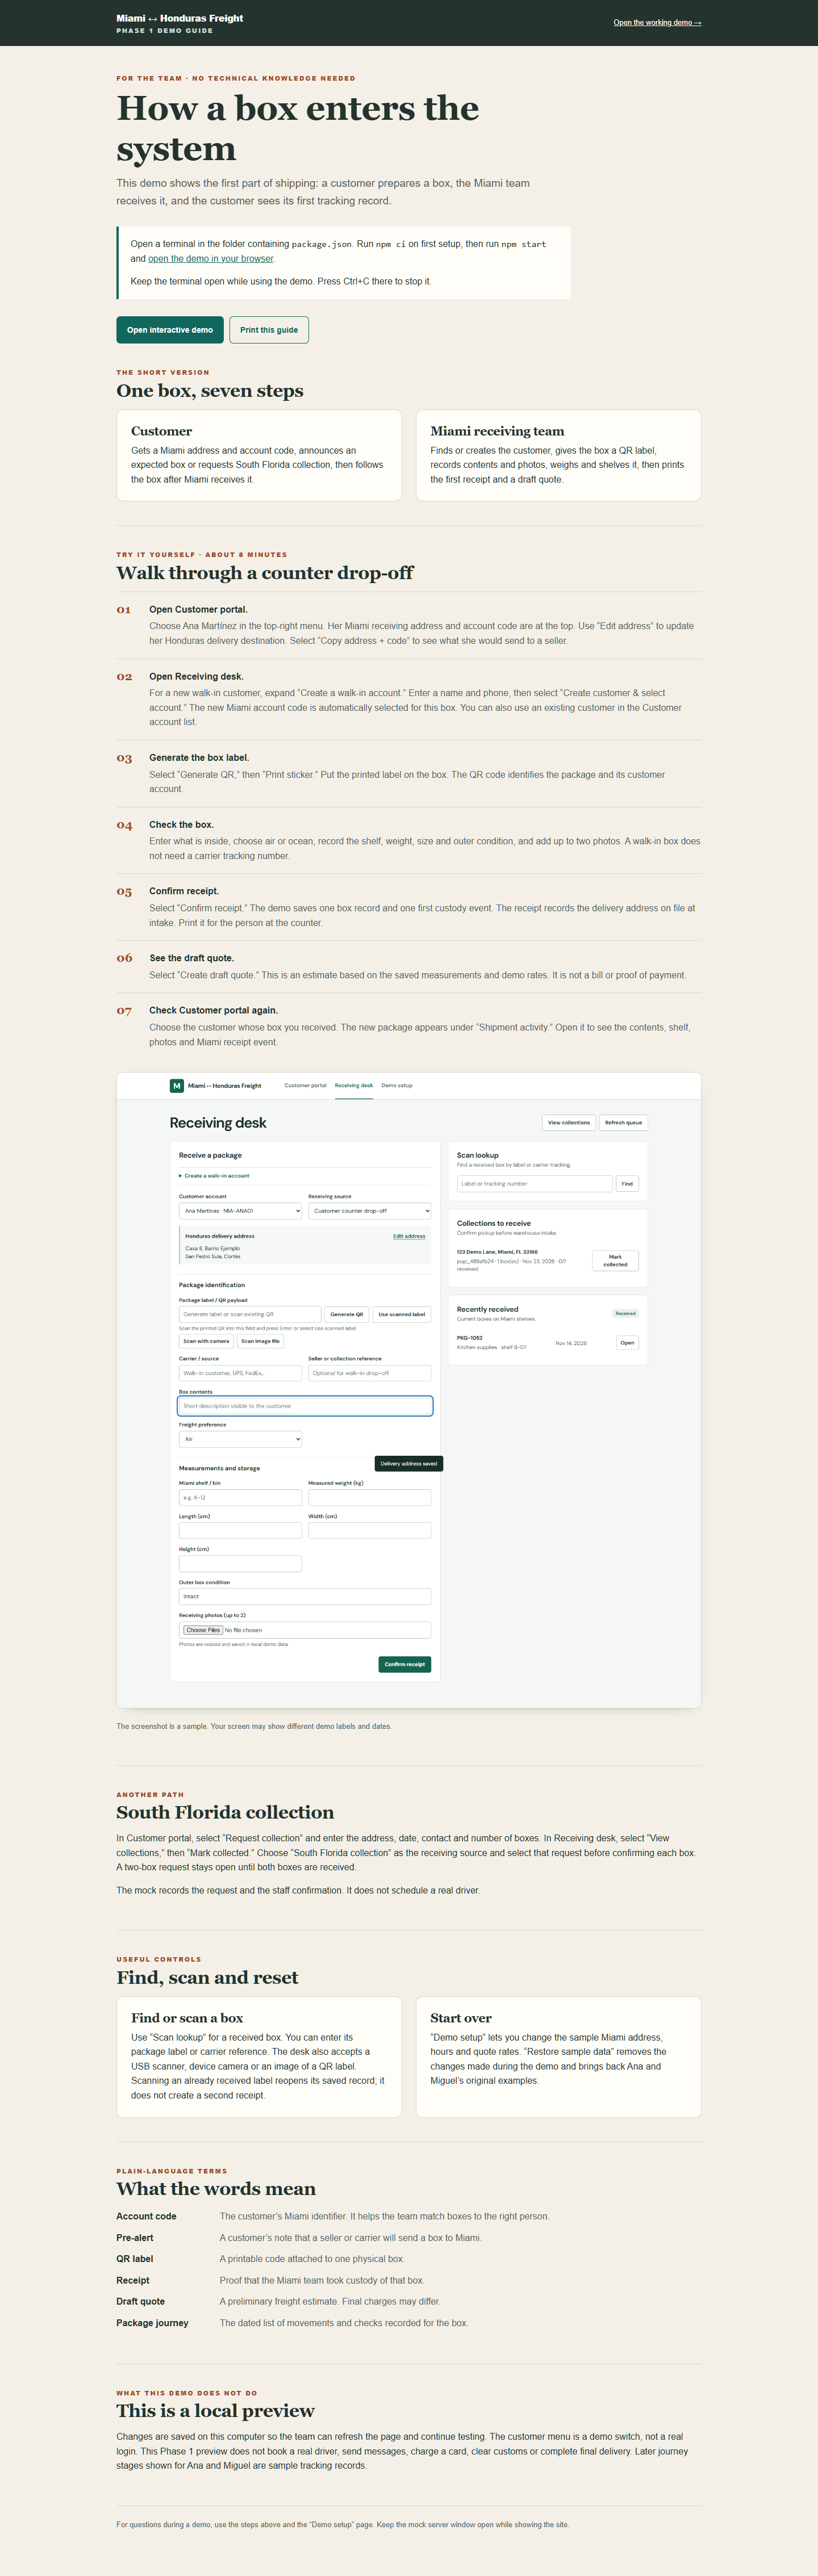 Miami ↔ Honduras Freight
PHASE 1 DEMO GUIDE
Open the working demo →
FOR THE TEAM · NO TECHNICAL KNOWLEDGE NEEDED
How a box enters the
system
This demo shows the first part of shipping: a customer prepares a box, the Miami team
receives it, and the customer sees its first tracking record.
Open a terminal in the folder containing package.json. Run npm ci on first setup, then run npm start
and open the demo in your browser.
Keep the terminal open while using the demo. Press Ctrl+C there to stop it.
Open interactive demo
Print this guide
THE SHORT VERSION
One box, seven steps
Customer
Gets a Miami address and account code, announces an
expected box or requests South Florida collection, then follows
the box after Miami receives it.
Miami receiving team
Finds or creates the customer, gives the box a QR label,
records contents and photos, weighs and shelves it, then prints
the first receipt and a draft quote.
TRY IT YOURSELF · ABOUT 8 MINUTES
Walk through a counter drop-off
01
Open Customer portal.
Choose Ana Martínez in the top-right menu. Her Miami receiving address and account code are at the top. Use “Edit address” to update
her Honduras delivery destination. Select “Copy address + code” to see what she would send to a seller.
02
Open Receiving desk.
For a new walk-in customer, expand “Create a walk-in account.” Enter a name and phone, then select “Create customer & select
account.” The new Miami account code is automatically selected for this box. You can also use an existing customer in the Customer
account list.
03
Generate the box label.
Select “Generate QR,” then “Print sticker.” Put the printed label on the box. The QR code identifies the package and its customer
account.
04
Check the box.
Enter what is inside, choose air or ocean, record the shelf, weight, size and outer condition, and add up to two photos. A walk-in box does
not need a carrier tracking number.
05
Confirm receipt.
Select “Confirm receipt.” The demo saves one box record and one first custody event. The receipt records the delivery address on file at
intake. Print it for the person at the counter.
06
See the draft quote.
Select “Create draft quote.” This is an estimate based on the saved measurements and demo rates. It is not a bill or proof of payment.
07
Check Customer portal again.
Choose the customer whose box you received. The new package appears under “Shipment activity.” Open it to see the contents, shelf,
photos and Miami receipt event.
M
Miami ↔ Honduras Freight
Customer portal
Receiving desk
Demo setup
Receiving desk
View collections
Refresh queue
Receive a package
▸ Create a walk-in account
Customer account
Receiving source
Ana Martínez · MIA-ANA01
Customer counter drop-off
Honduras delivery address
Edit address
Casa 8, Barrio Ejemplo
San Pedro Sula, Cortés
Package identification
Package label / QR payload
Generate label or scan existing QR
Generate QR
Use scanned label
Scan the printed QR into this field and press Enter, or select Use scanned label.
Scan with camera
Scan image file
Carrier / source
Seller or collection reference
Walk-in customer, UPS, FedEx…
Optional for walk-in drop-off
Box contents
Short description visible to the customer
Freight preference
Air
Delivery address saved
Measurements and storage
Miami shelf / bin
Measured weight (kg)
e.g. A-12
Length (cm)
Width (cm)
Height (cm)
Outer box condition
Intact
Receiving photos (up to 2)
Choose Files No file chosen
Photos are resized and saved in local demo data.
Confirm receipt
Scan lookup
Find a received box by label or carrier tracking.
Label or tracking number
Find
Collections to receive
Confirm pickup before warehouse intake.
123 Demo Lane, Miami, FL 33166
pup_489afb24 · 1 box(es) · Nov 23, 2026 · 0/1
received
Mark
collected
Recently received
Received
Current boxes on Miami shelves.
PKG-1052
Kitchen supplies · shelf B-07
Nov 14, 2026
Open
The screenshot is a sample. Your screen may show different demo labels and dates.
ANOTHER PATH
South Florida collection
In Customer portal, select “Request collection” and enter the address, date, contact and number of boxes. In Receiving desk, select “View
collections,” then “Mark collected.” Choose “South Florida collection” as the receiving source and select that request before confirming each box.
A two-box request stays open until both boxes are received.
The mock records the request and the staff confirmation. It does not schedule a real driver.
USEFUL CONTROLS
Find, scan and reset
Find or scan a box
Use “Scan lookup” for a received box. You can enter its
package label or carrier reference. The desk also accepts a
USB scanner, device camera or an image of a QR label.
Scanning an already received label reopens its saved record; it
does not create a second receipt.
Start over
“Demo setup” lets you change the sample Miami address,
hours and quote rates. “Restore sample data” removes the
changes made during the demo and brings back Ana and
Miguel’s original examples.
PLAIN-LANGUAGE TERMS
What the words mean
Account code
The customer’s Miami identifier. It helps the team match boxes to the right person.
Pre-alert
A customer’s note that a seller or carrier will send a box to Miami.
QR label
A printable code attached to one physical box.
Receipt
Proof that the Miami team took custody of that box.
Draft quote
A preliminary freight estimate. Final charges may differ.
Package journey
The dated list of movements and checks recorded for the box.
WHAT THIS DEMO DOES NOT DO
This is a local preview
Changes are saved on this computer so the team can refresh the page and continue testing. The customer menu is a demo switch, not a real
login. This Phase 1 preview does not book a real driver, send messages, charge a card, clear customs or complete final delivery. Later journey
stages shown for Ana and Miguel are sample tracking records.
For questions during a demo, use the steps above and the “Demo setup” page. Keep the mock server window open while showing the site.